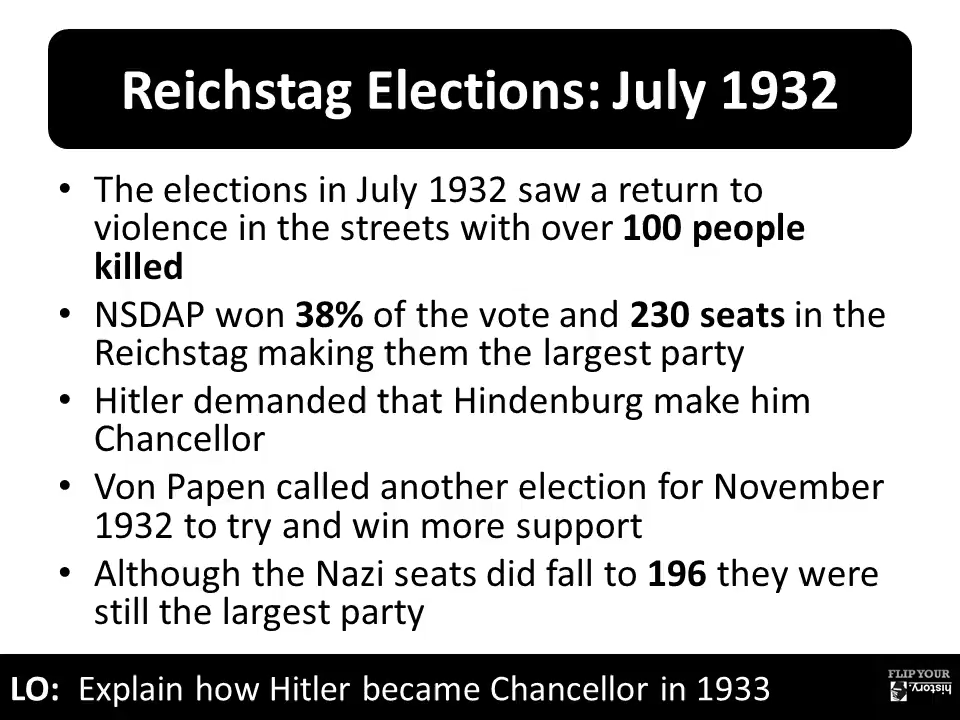 Reichstag Elections: July 1932
• The elections in July 1932 saw a return to
violence in the streets with over 100 people
killed
• NSDAP won 38% of the vote and 230 seats in the
Reichstag making them the largest party
• Hitler demanded that Hindenburg make him
Chancellor
• Von Papen called another election for November
1932 to try and win more support
• Although the Nazi seats did fall to 196 they were
still the largest party
LO: Explain how Hitler became Chancellor in 1933
FLIP YOUR
history.